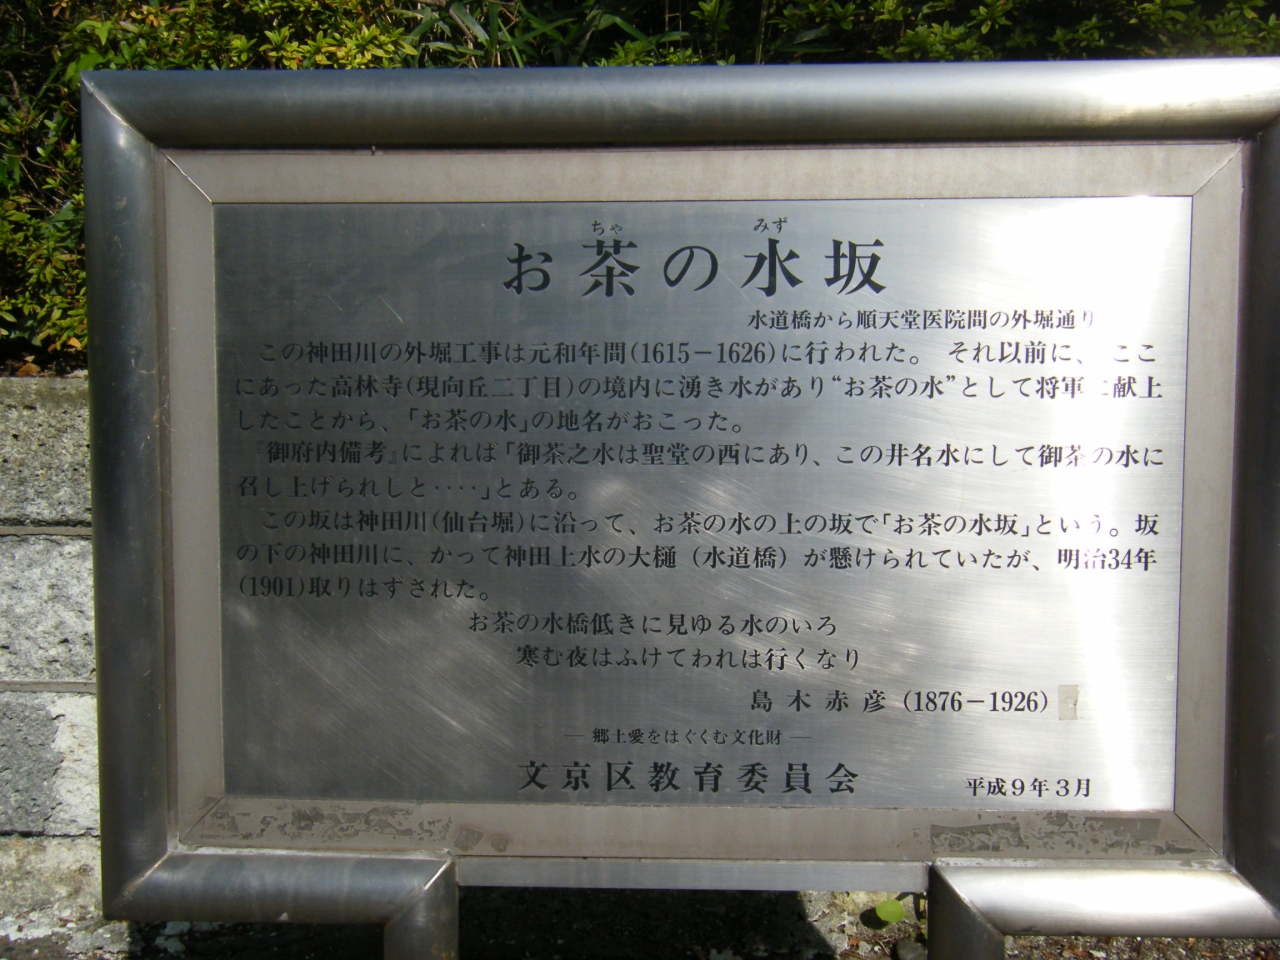 お茶の水坂
水道橋から順天堂医院間の外堀通り
この神田川の外堀工事は元和年間(1615−1626)に行われた。 それ以前に、 ここ
にあった高林寺(現向丘二丁目)の境内に湧き水があり“お茶の水”として将軍に献上
したことから、「お茶の水」の地名がおこった。
『御府内備考』によれば「御茶之水は聖堂の西にあり、この井名水にして御茶の水に
召し上げられしと‥‥」とある。
この坂は神田川(仙台堀)に沿って、お茶の水の上の坂で「お茶の水坂」という。坂
の下の神田川に、かつて神田上水の大樋（水道橋）が懸けられていたが、明治34年
(1901)取りはずされた。
お茶の水橋低きに見ゆる水のいろ
寒む夜はふけてわれは行くなり
島木赤彦(1876−1926)
― 郷土愛をはぐくむ文化財 ―
文京区教育委員会 平成9年3月